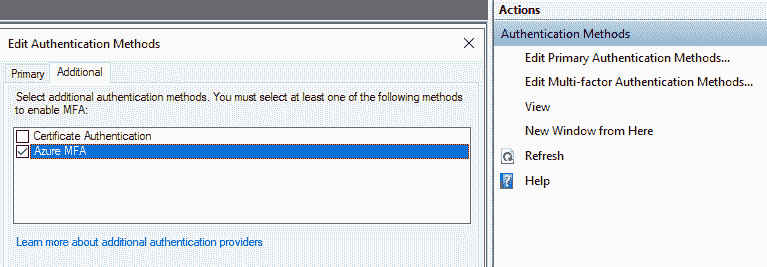 Edit Authentication Methods
Primary
Additional
Select additional authentication methods. You must select at least one of the following methods
to enable MFA:
Certificate Authentication
Azure MFA
Learn more about additional authentication providers
Actions
Authentication Methods
Edit Primary Authentication Methods...
Edit Multi-factor Authentication Methods...
View
New Window from Here
Refresh
Help